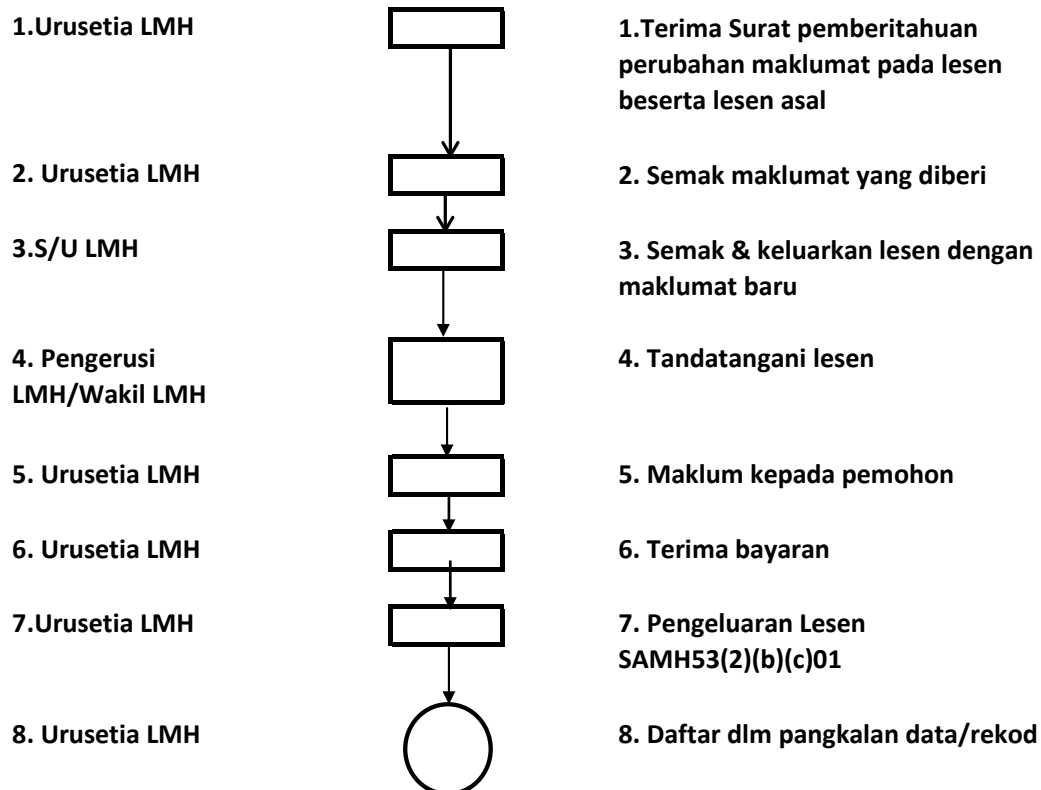 1.Urusetia LMH
1.Terima Surat pemberitahuan
perubahan maklumat pada lesen
beserta lesen asal
2. Urusetia LMH
2. Semak maklumat yang diberi
3.S/U LMH
3. Semak & keluarkan lesen dengan
maklumat baru
4. Pengerusi
LMH/Wakil LMH
4. Tandatangani lesen
5. Urusetia LMH
5. Maklum kepada pemohon
6. Urusetia LMH
6. Terima bayaran
7.Urusetia LMH
7. Pengeluaran Lesen
SAMH53(2)(b)(c)01
8. Urusetia LMH
8. Daftar dlm pangkalan data/rekod